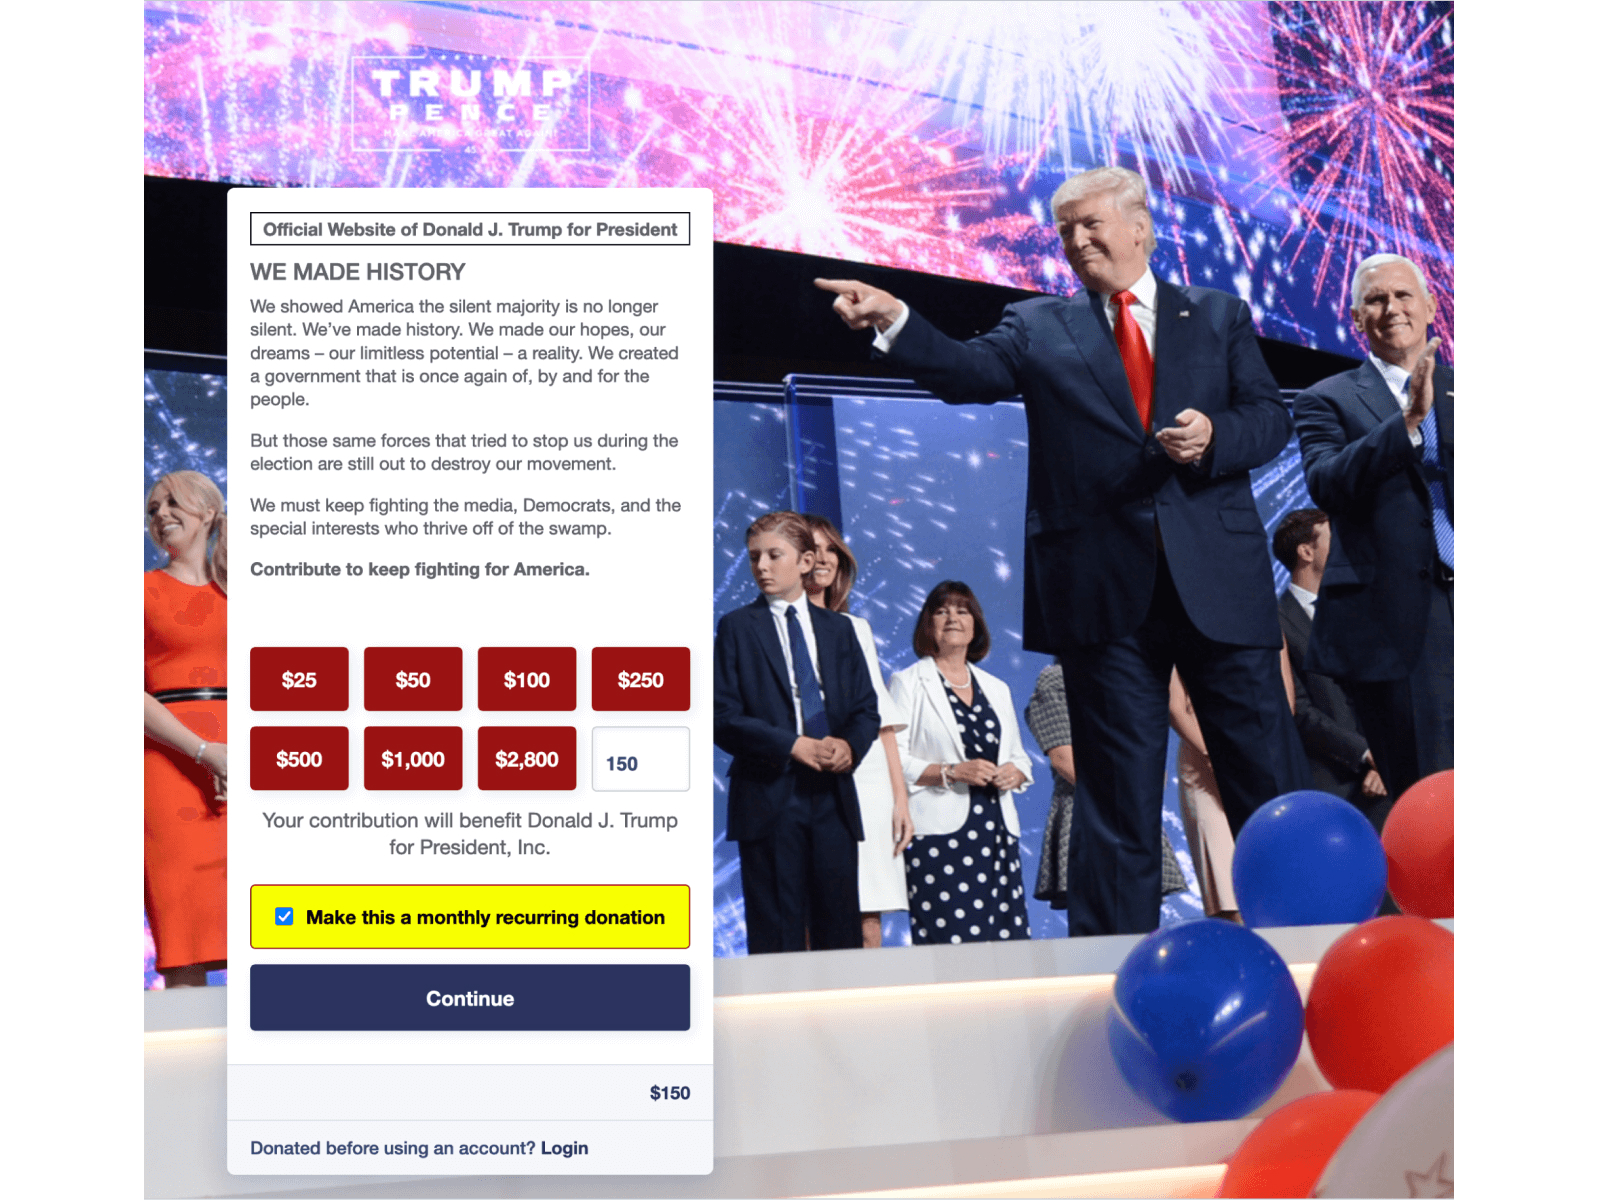 TRUMP
PENCE
MAKE AMERICA GREAT AGAIN!
45
Official Website of Donald J. Trump for President
WE MADE HISTORY
We showed America the silent majority is no longer
silent. We’ve made history. We made our hopes, our
dreams – our limitless potential – a reality. We created
a government that is once again of, by and for the
people.
But those same forces that tried to stop us during the
election are still out to destroy our movement.
We must keep fighting the media, Democrats, and the
special interests who thrive off of the swamp.
Contribute to keep fighting for America.
$25 $50 $100 $250
$500 $1,000 $2,800 150
Your contribution will benefit Donald J. Trump
for President, Inc.
Make this a monthly recurring donation
Continue
$150
Donated before using an account? Login